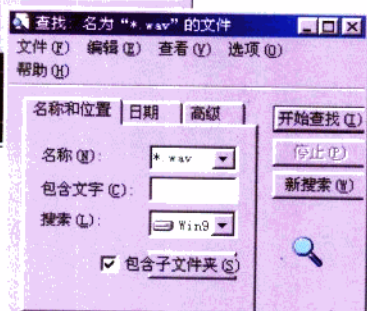 查找: 名为“*.wav”的文件
文件(F) 编辑(E) 查看(V) 选项(O)
帮助(H)
名称和位置 日期 高级
开始查找(I)
名称(N): *.wav
停止(P)
包含文字(C):
新搜索(W)
搜索(L): Win9
包含子文件夹(S)